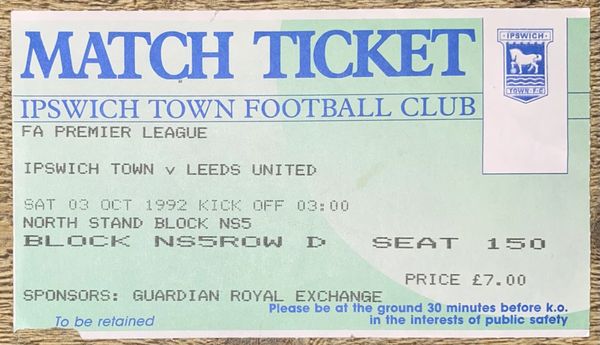 MATCH TICKET
IPSWICH
TOWN F.C
IPSWICH TOWN FOOTBALL CLUB
FA PREMIER LEAGUE
IPSWICH TOWN v LEEDS UNITED
SAT 03 OCT 1992 KICK OFF 03:00
NORTH STAND BLOCK NS5
BLOCK NS5ROW D SEAT 150
PRICE £7.00
SPONSORS: GUARDIAN ROYAL EXCHANGE
Please be at the ground 30 minutes before k.o.
To be retained in the interests of public safety